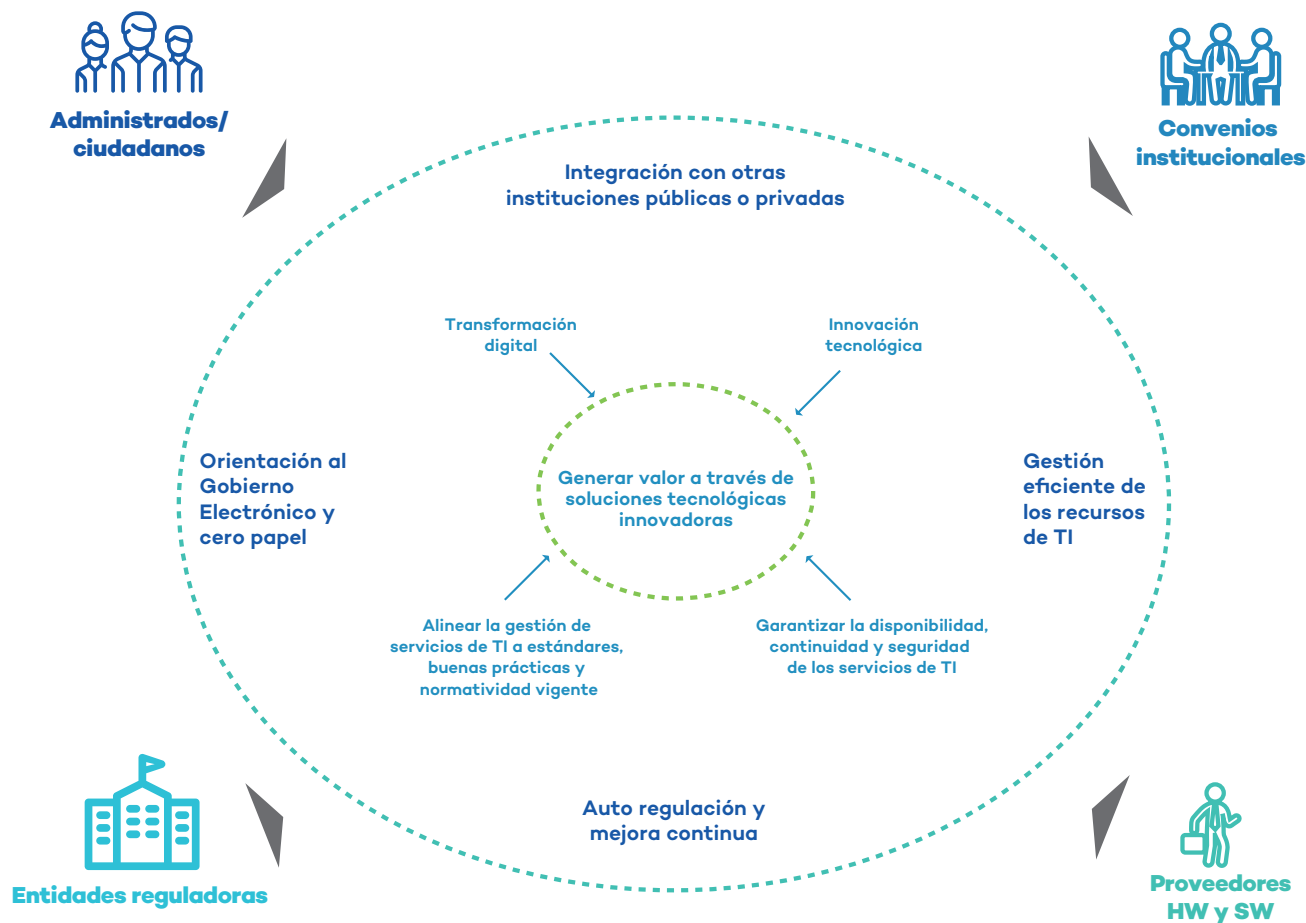 Administrados/
ciudadanos
Convenios
institucionales
Integración con otras
instituciones públicas o privadas
Transformación
digital
Innovación
tecnológica
Orientación al
Gobierno
Electrónico y
cero papel
Generar valor a través de
soluciones tecnológicas
innovadoras
Gestión
eficiente de
los recursos
de TI
Alinear la gestión de
servicios de TI a estándares,
buenas prácticas y
normatividad vigente
Garantizar la disponibilidad,
continuidad y seguridad
de los servicios de TI
Auto regulación y
mejora continua
Entidades reguladoras
Proveedores
HW y SW